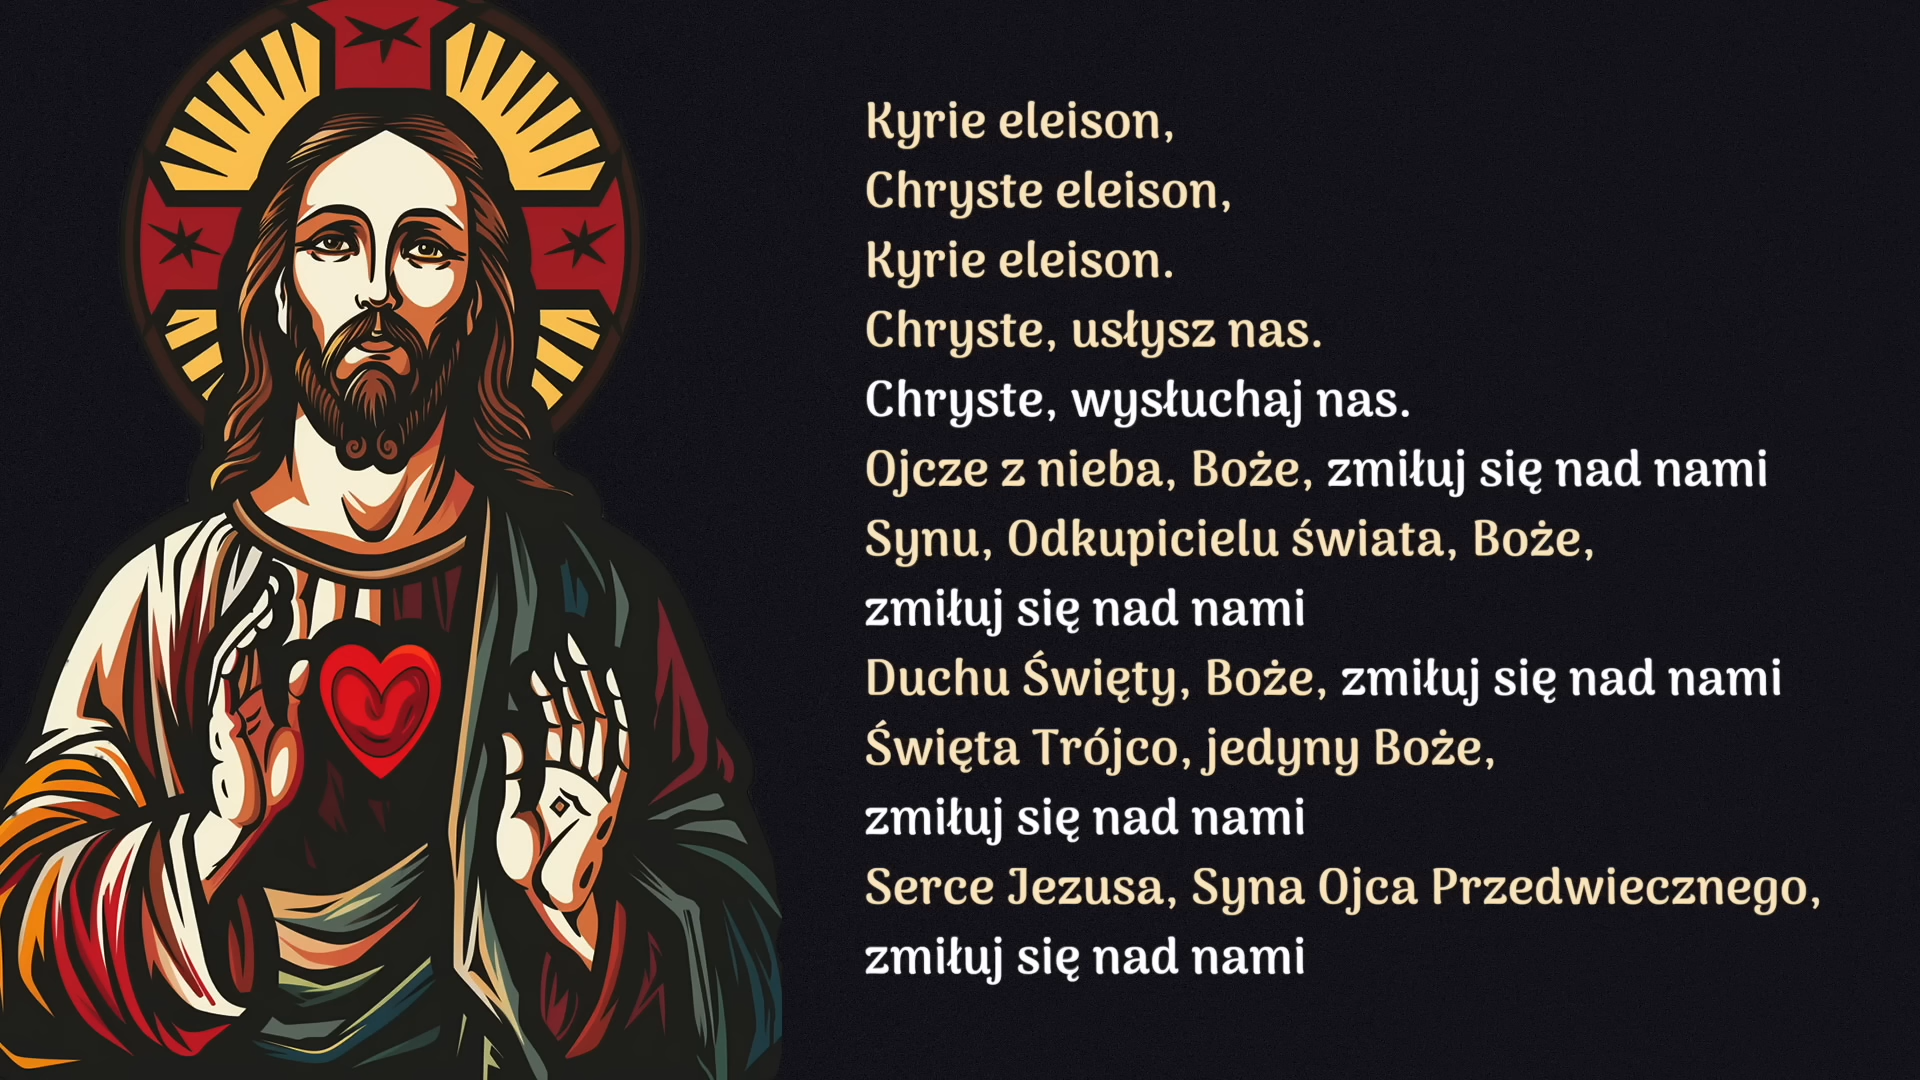 Kyrie eleison,
Chryste eleison,
Kyrie eleison.
Chryste, usłysz nas.
Chryste, wysłuchaj nas.
Ojcze z nieba, Boże, zmiłuj się nad nami
Synu, Odkupicielu świata, Boże,
zmiłuj się nad nami
Duchu Święty, Boże, zmiłuj się nad nami
Święta Trójco, jedyny Boże,
zmiłuj się nad nami
Serce Jezusa, Syna Ojca Przedwiecznego,
zmiłuj się nad nami